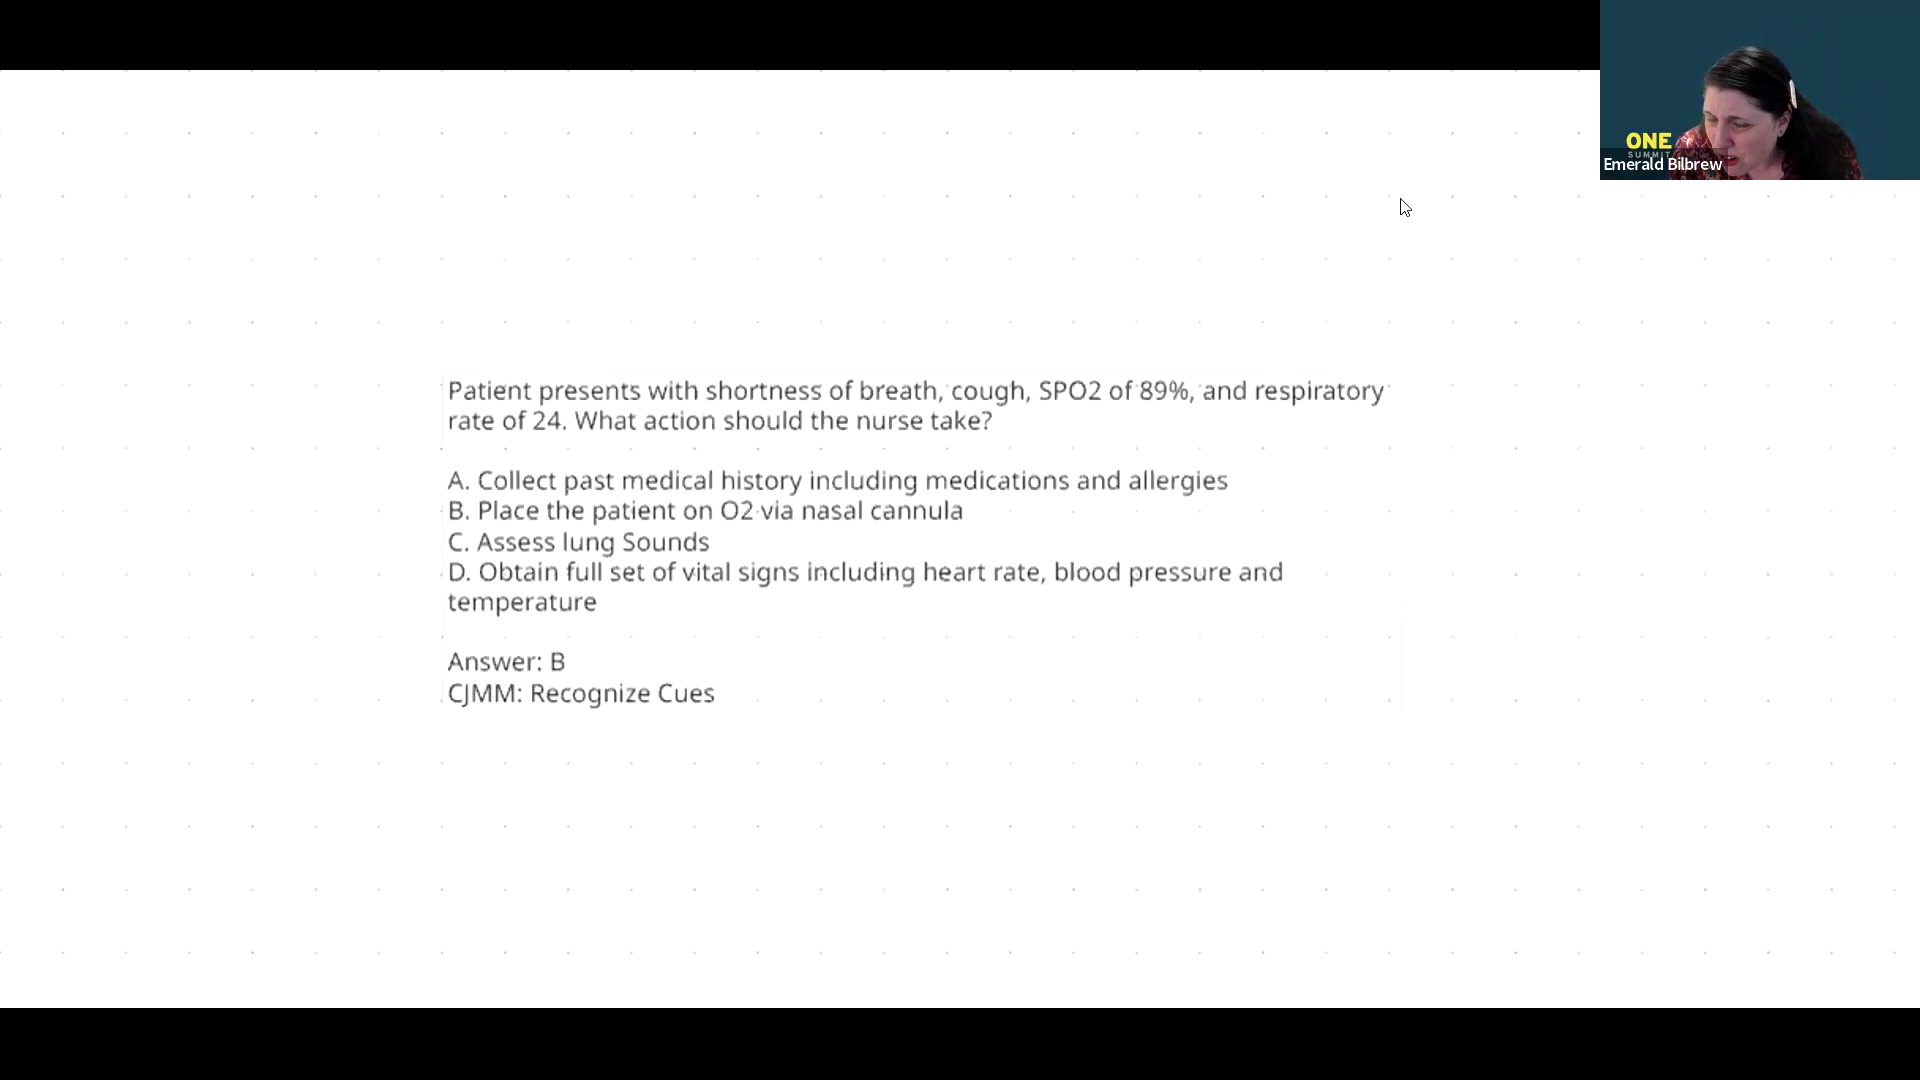 ONE
SUMMIT
Emerald Bilbrew
Patient presents with shortness of breath, cough, SPO2 of 89%, and respiratory
rate of 24. What action should the nurse take?
A. Collect past medical history including medications and allergies
B. Place the patient on O2 via nasal cannula
C. Assess lung Sounds
D. Obtain full set of vital signs including heart rate, blood pressure and
temperature
Answer: B
CJMM: Recognize Cues